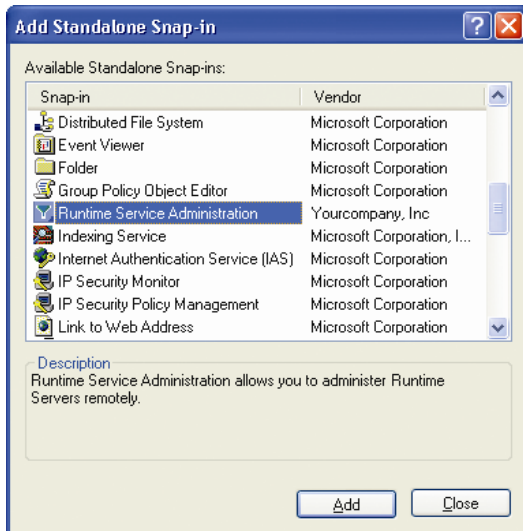 Add Standalone Snap-in
?
X
Available Standalone Snap-ins:
Snap-in Vendor
Distributed File System Microsoft Corporation
Event Viewer Microsoft Corporation
Folder Microsoft Corporation
Group Policy Object Editor Microsoft Corporation
Runtime Service Administration Yourcompany, Inc
Indexing Service Microsoft Corporation, I...
Internet Authentication Service (IAS) Microsoft Corporation
IP Security Monitor Microsoft Corporation
IP Security Policy Management Microsoft Corporation
Link to Web Address Microsoft Corporation
Description
Runtime Service Administration allows you to administer Runtime
Servers remotely.
Add Close